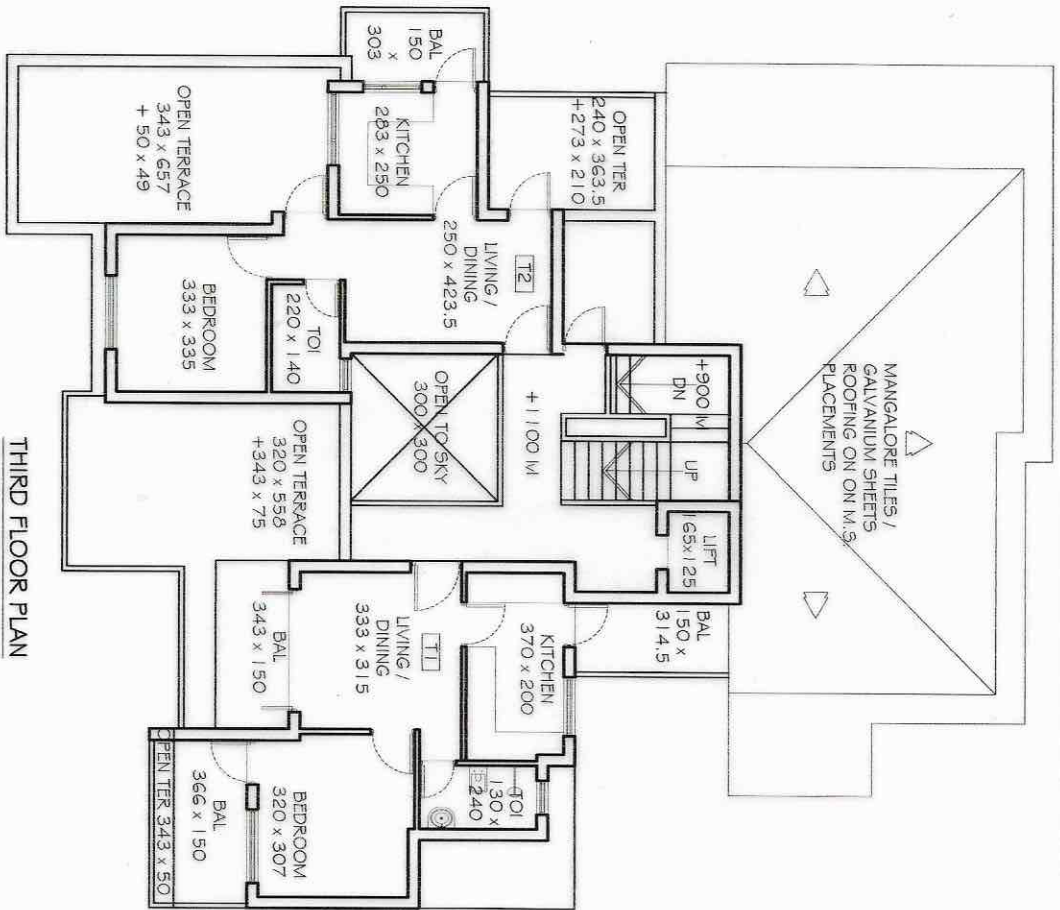 MANGALORE TILES /
GALVANIUM SHEETS
ROOFING ON ON M.S.
PLACEMENTS
OPEN TER
240 x 363.5
+273 x 210
+900 M
DN
UP
LIFT
165x125
BAL
150 x
314.5
BAL
150
x
303
KITCHEN
283 x 250
T2
LIVING /
DINING
250 x 423.5
+1100 M
OPEN TO SKY
300 x 300
T1
LIVING /
DINING
333 x 315
KITCHEN
370 x 200
TOI
130 x
240
OPEN TERRACE
343 x 657
+ 50 x 49
BEDROOM
333 x 335
TOI
220 x 140
OPEN TERRACE
320 x 558
+343 x 75
BAL
343 x 150
BEDROOM
320 x 307
BAL
366 x 150
OPEN TER 343 x 50
THIRD FLOOR PLAN